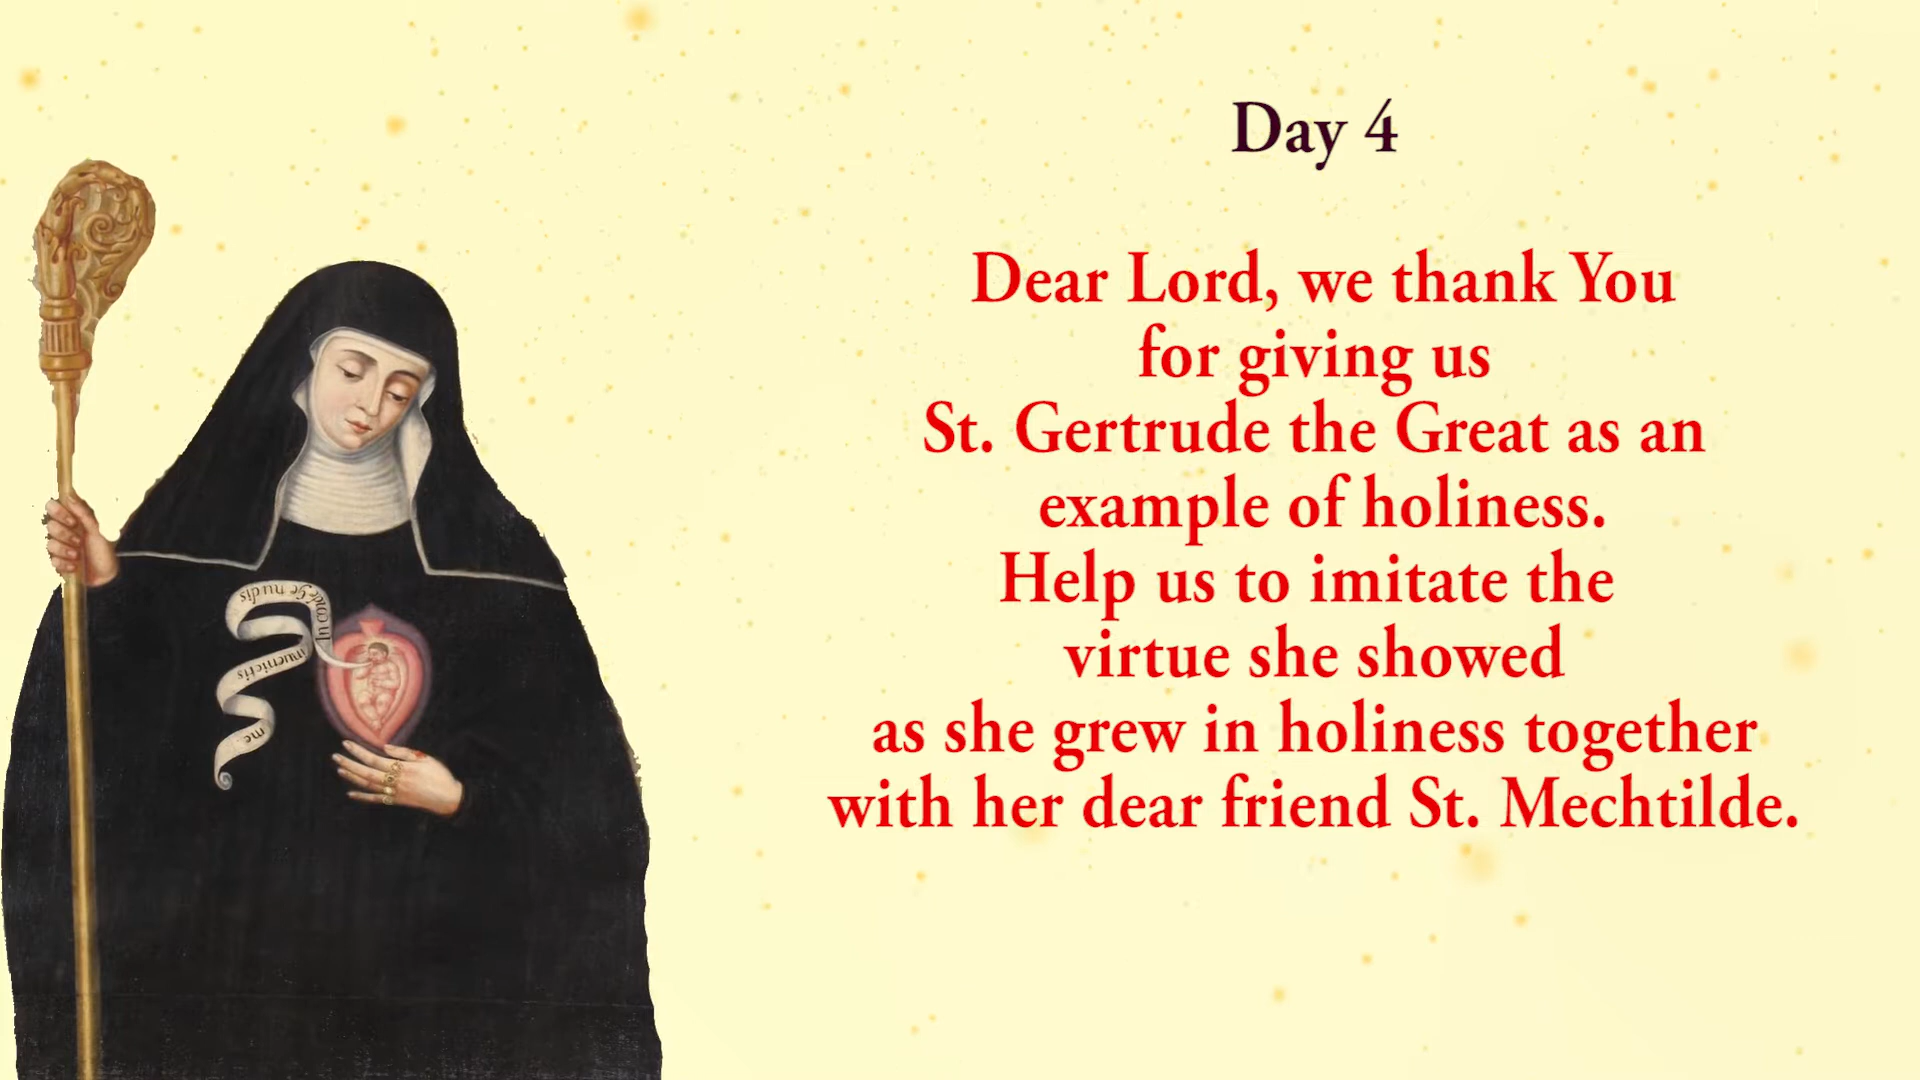 Day 4
Dear Lord, we thank You
for giving us
St. Gertrude the Great as an
example of holiness.
Help us to imitate the
virtue she showed
as she grew in holiness together
with her dear friend St. Mechtilde.
me